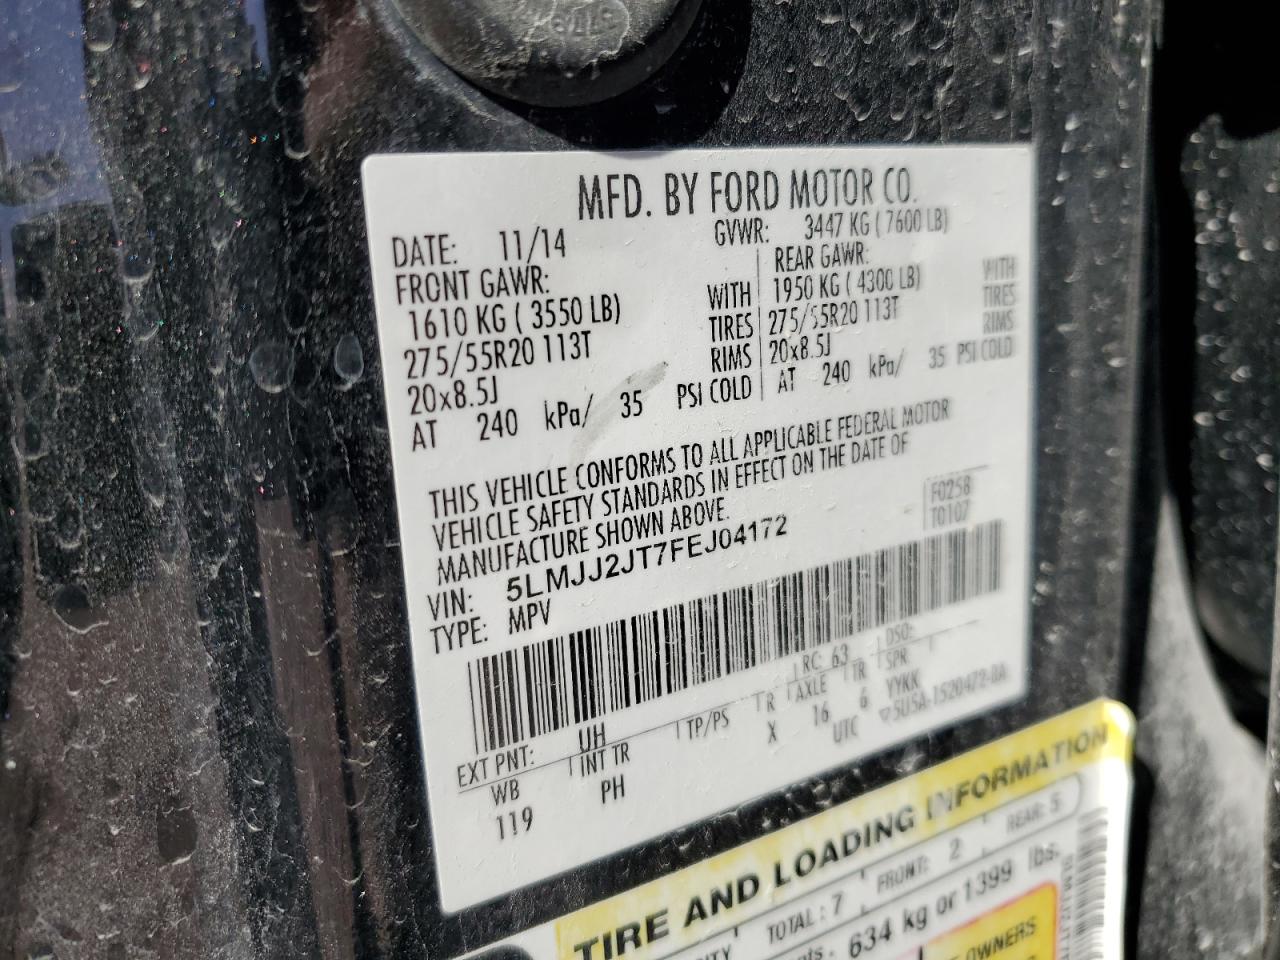 MFD. BY FORD MOTOR CO.
DATE: 11/14 GVWR: 3447 KG ( 7600 LB)
FRONT GAWR: REAR GAWR:
1610 KG ( 3550 LB) WITH 1950 KG ( 4300 LB) WITH
275/55R20 113T TIRES 275/55R20 113T TIRES
20x8.5J RIMS 20x8.5J RIMS
AT 240 kPa/ 35 PSI COLD AT 240 kPa/ 35 PSI COLD
THIS VEHICLE CONFORMS TO ALL APPLICABLE FEDERAL MOTOR
VEHICLE SAFETY STANDARDS IN EFFECT ON THE DATE OF
MANUFACTURE SHOWN ABOVE.
F0258
T0107
VIN: 5LMJJ2JT7FEJ04172
TYPE: MPV
EXT PNT: UH RC: 63 DSO:
WB INT TR TP/PS R AXLE TR SPR
119 PH X 16 6 YYKK
UTC ▽5USA-1520472-BA
TIRE AND LOADING INFORMATION
TOTAL: 7 FRONT: 2 REAR: 5
634 kg or 1399 lbs.
OWNERS